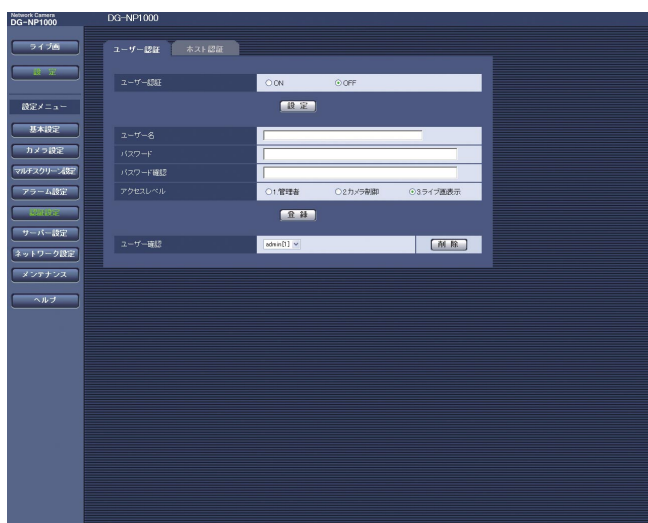 Network Camera
DG-NP1000
DG-NP1000
ライブ画
設 定
設定メニュー
基本設定
カメラ設定
マルチスクリーン設定
アラーム設定
認証設定
サーバー設定
ネットワーク設定
メンテナンス
ヘルプ
ユーザー認証
ホスト認証
ユーザー認証
ON
OFF
設 定
ユーザー名
パスワード
パスワード確認
アクセスレベル
1.管理者
2.カメラ制御
3.ライブ画表示
登 録
ユーザー確認
admin[1]
削 除